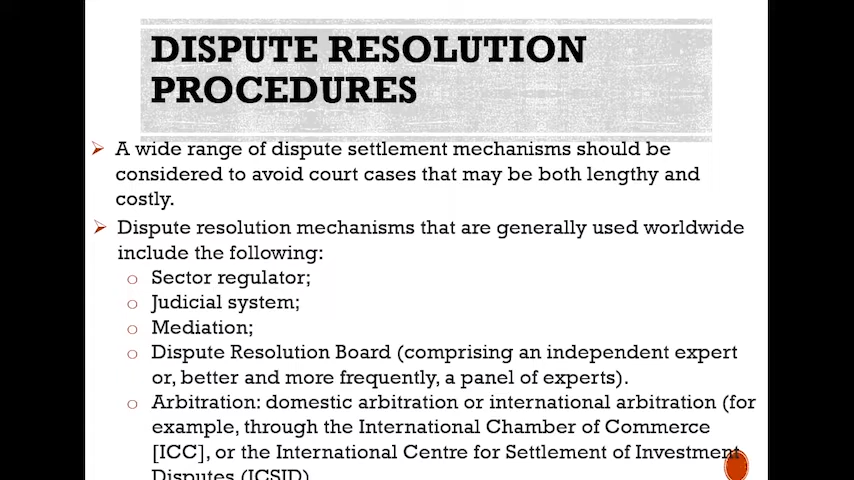 DISPUTE RESOLUTION
PROCEDURES
A wide range of dispute settlement mechanisms should be
considered to avoid court cases that may be both lengthy and
costly.
Dispute resolution mechanisms that are generally used worldwide
include the following:
Sector regulator;
Judicial system;
Mediation;
Dispute Resolution Board (comprising an independent expert
or, better and more frequently, a panel of experts).
Arbitration: domestic arbitration or international arbitration (for
example, through the International Chamber of Commerce
[ICC], or the International Centre for Settlement of Investment
Disputes (ICSID)